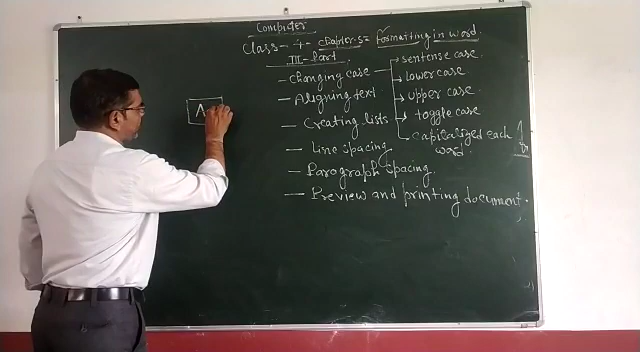 Computer
Class - 4 - Chapter-5= Formatting in word.
III - Part
- Changing case - sentence case.
lower case
- Aligning text. upper case
toggle case
- Creating lists capitalized each
word.
- Line spacing
- Paragraph spacing.
- Preview and printing document.
A